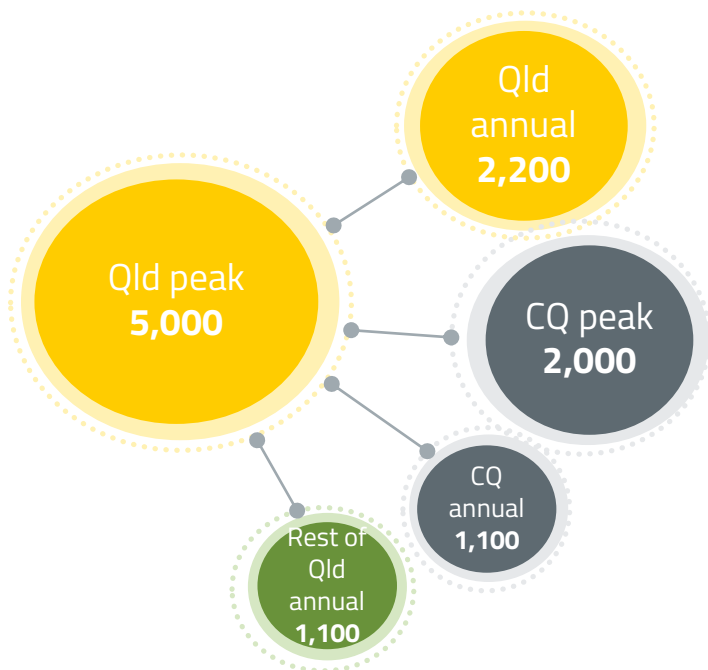 Qld
annual
2,200
Qld peak
5,000
CQ peak
2,000
CQ
annual
1,100
Rest of
Qld
annual
1,100